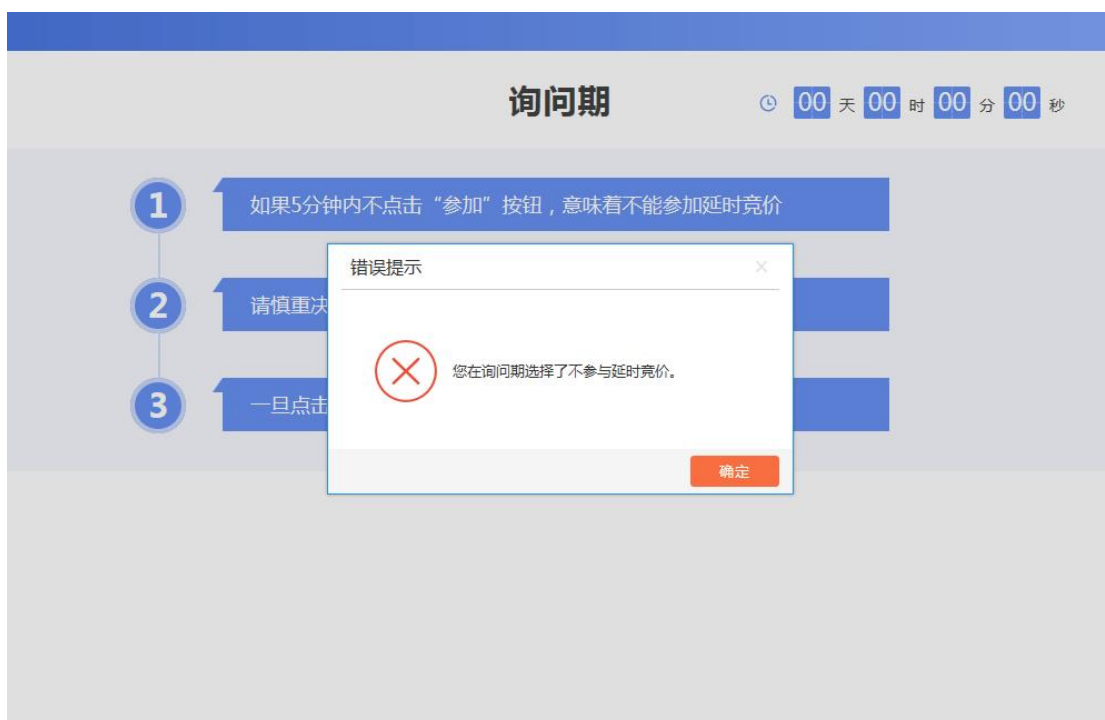 询问期
00 天 00 时 00 分 00 秒
1 如果5分钟内不点击“参加”按钮，意味着不能参加延时竞价
错误提示
2 请慎重决
您在询问期选择了不参与延时竞价。
3 一旦点击
确定